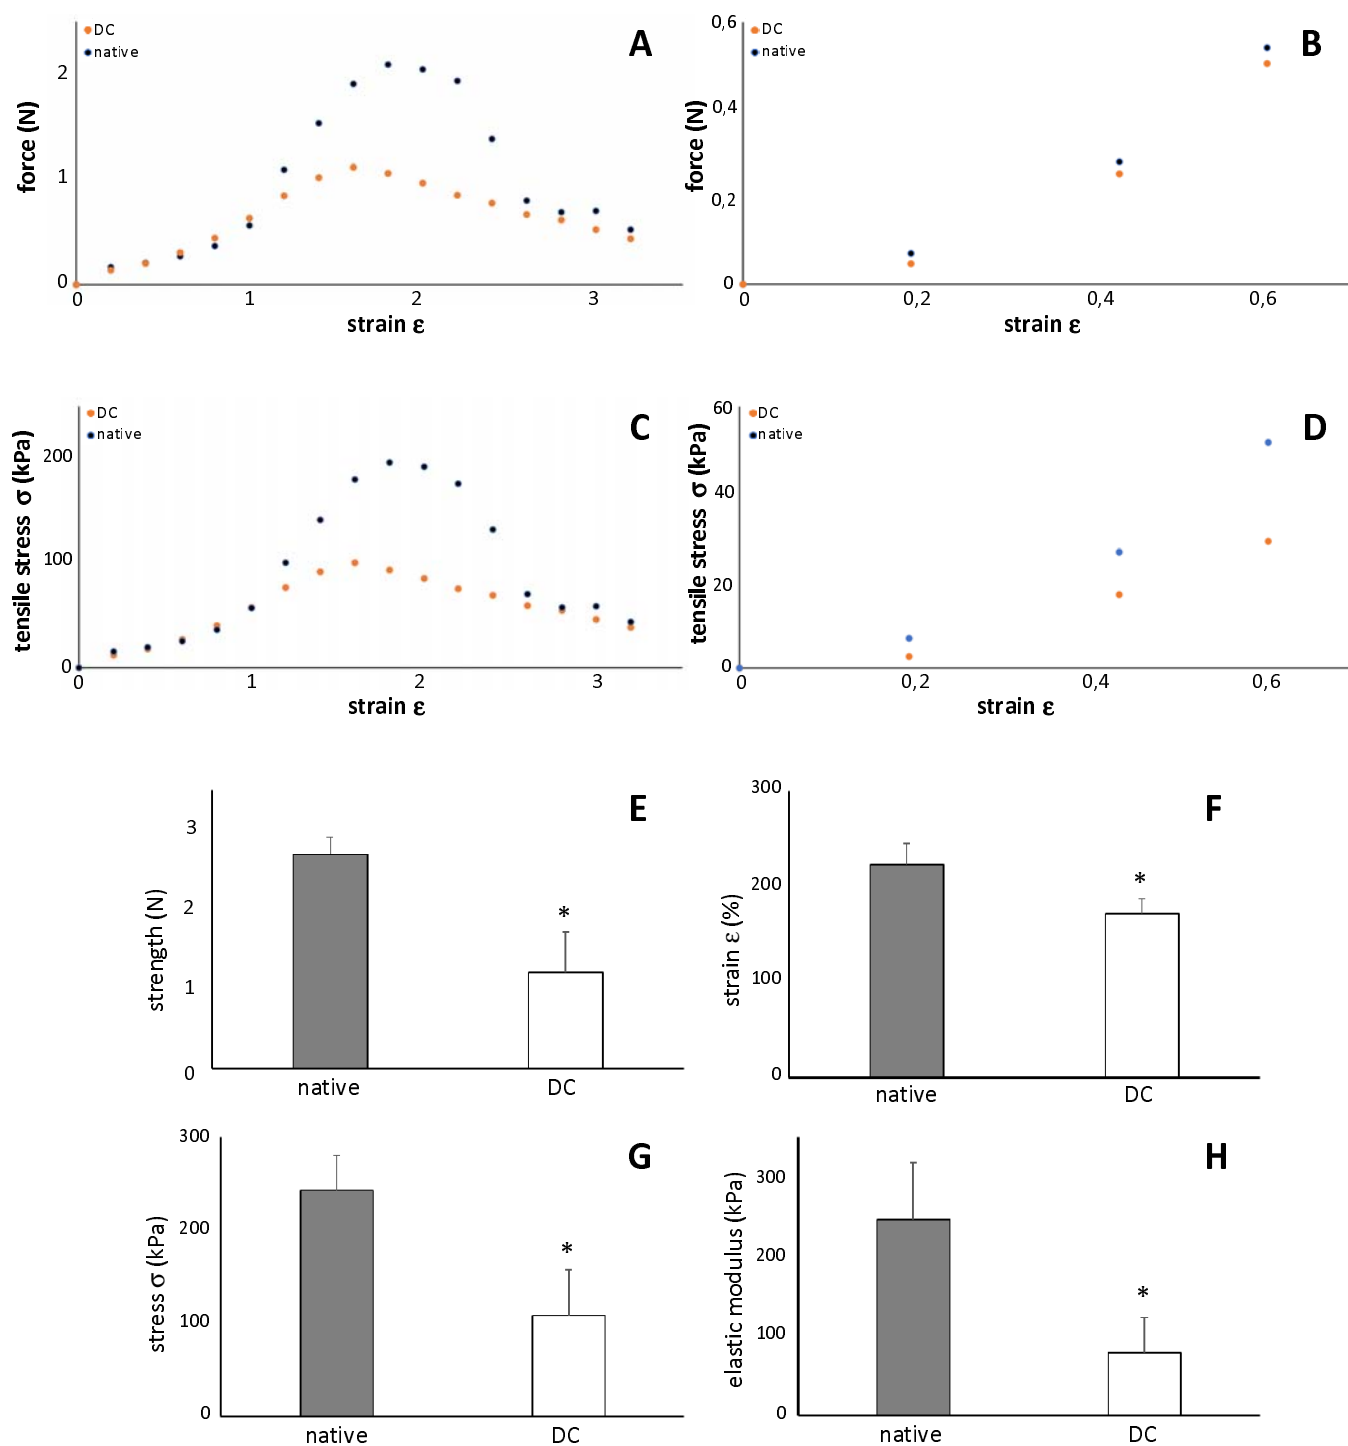 DC
native
A
force (N)
2
1
0
0
1
2
3
strain ε
DC
native
B
force (N)
0,6
0,4
0,2
0
0
0,2
0,4
0,6
strain ε
DC
native
C
tensile stress σ (kPa)
200
100
0
0
1
2
3
strain ε
DC
native
D
tensile stress σ (kPa)
60
40
20
0
0
0,2
0,4
0,6
strain ε
E
strength (N)
3
2
1
0
*
native
DC
F
strain ε (%)
300
200
100
0
*
native
DC
G
stress σ (kPa)
300
200
100
0
*
native
DC
H
elastic modulus (kPa)
300
200
100
0
*
native
DC